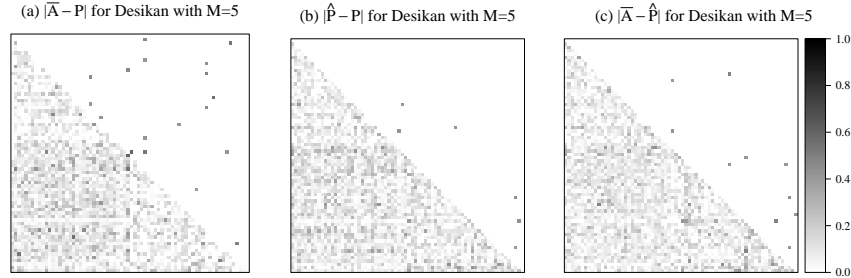 (a) |A̅ − P| for Desikan with M=5
(b) |P̂ − P| for Desikan with M=5
(c) |A̅ − P̂| for Desikan with M=5
1.0
0.8
0.6
0.4
0.2
0.0